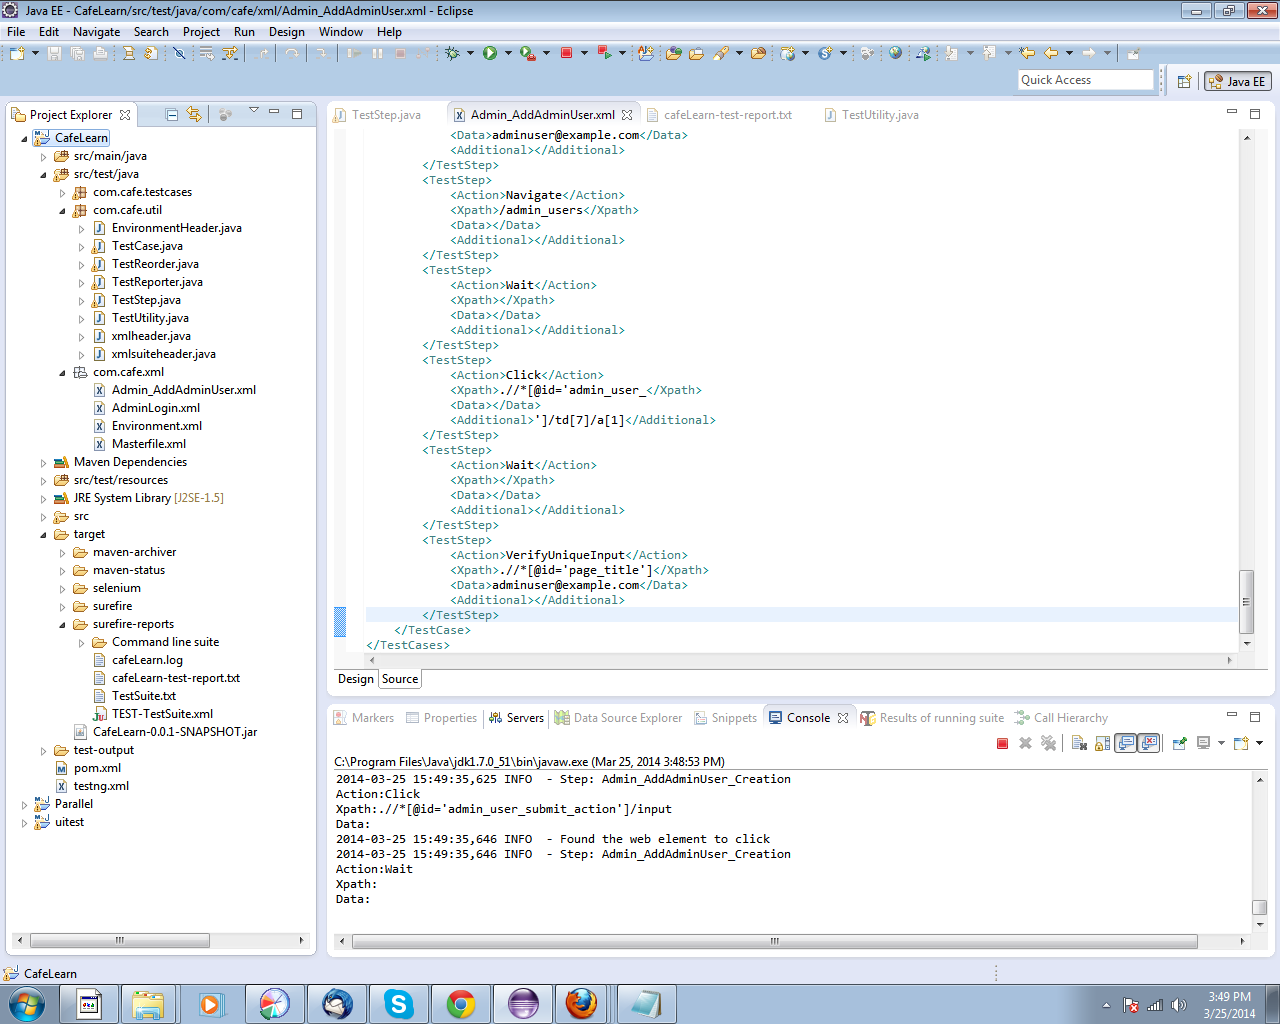 Java EE - CafeLearn/src/test/java/com/cafe/xml/Admin_AddAdminUser.xml - Eclipse
File Edit Navigate Search Project Run Design Window Help
Quick Access
Java EE
Project Explorer
CafeLearn
src/main/java
src/test/java
com.cafe.testcases
com.cafe.util
EnvironmentHeader.java
TestCase.java
TestReorder.java
TestReporter.java
TestStep.java
TestUtility.java
xmlheader.java
xmlsuiteheader.java
com.cafe.xml
Admin_AddAdminUser.xml
AdminLogin.xml
Environment.xml
Masterfile.xml
Maven Dependencies
src/test/resources
JRE System Library [J2SE-1.5]
src
target
maven-archiver
maven-status
selenium
surefire
surefire-reports
Command line suite
cafeLearn.log
cafeLearn-test-report.txt
TestSuite.txt
TEST-TestSuite.xml
CafeLearn-0.0.1-SNAPSHOT.jar
test-output
pom.xml
testng.xml
Parallel
uitest
TestStep.java Admin_AddAdminUser.xml cafeLearn-test-report.txt TestUtility.java
<Data>adminuser@example.com</Data>
<Additional></Additional>
</TestStep>
<TestStep>
<Action>Navigate</Action>
<Xpath>/admin_users</Xpath>
<Data></Data>
<Additional></Additional>
</TestStep>
<TestStep>
<Action>Wait</Action>
<Xpath></Xpath>
<Data></Data>
<Additional></Additional>
</TestStep>
<TestStep>
<Action>Click</Action>
<Xpath>.//*[@id='admin_user_</Xpath>
<Data></Data>
<Additional>']/td[7]/a[1]</Additional>
</TestStep>
<TestStep>
<Action>Wait</Action>
<Xpath></Xpath>
<Data></Data>
<Additional></Additional>
</TestStep>
<TestStep>
<Action>VerifyUniqueInput</Action>
<Xpath>.//*[@id='page_title']</Xpath>
<Data>adminuser@example.com</Data>
<Additional></Additional>
</TestStep>
</TestCase>
</TestCases>
Design Source
Markers Properties Servers Data Source Explorer Snippets Console Results of running suite Call Hierarchy
C:\Program Files\Java\jdk1.7.0_51\bin\javaw.exe (Mar 25, 2014 3:48:53 PM)
2014-03-25 15:49:35,625 INFO  - Step: Admin_AddAdminUser_Creation
Action:Click
Xpath:.//*[@id='admin_user_submit_action']/input
Data:
2014-03-25 15:49:35,646 INFO  - Found the web element to click
2014-03-25 15:49:35,646 INFO  - Step: Admin_AddAdminUser_Creation
Action:Wait
Xpath:
Data:
CafeLearn
3:49 PM
3/25/2014